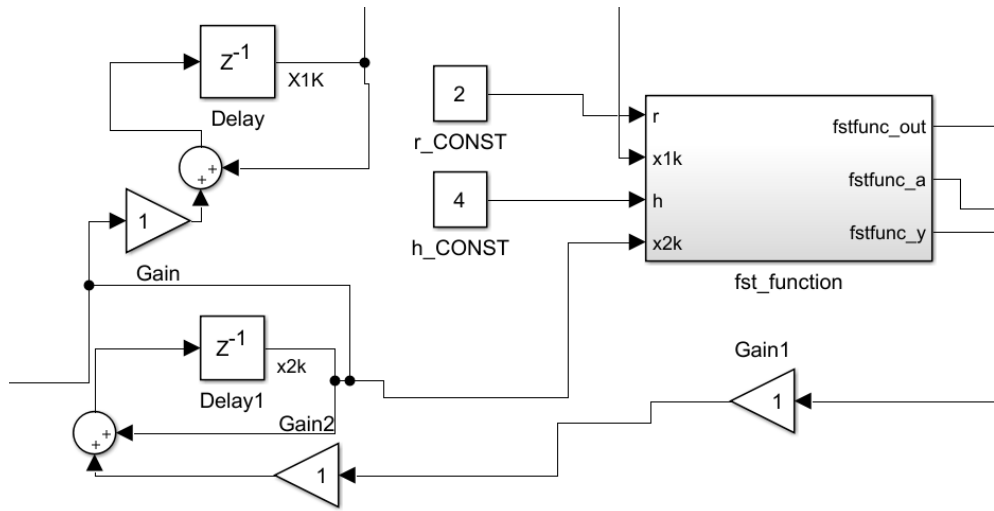 Z-1
X1K
Delay
+
+
1
Gain
2
r_CONST
4
h_CONST
r
x1k
h
x2k
fstfunc_out
fstfunc_a
fstfunc_y
fst_function
Z-1
x2k
Delay1
+
+
Gain2
1
Gain1
1